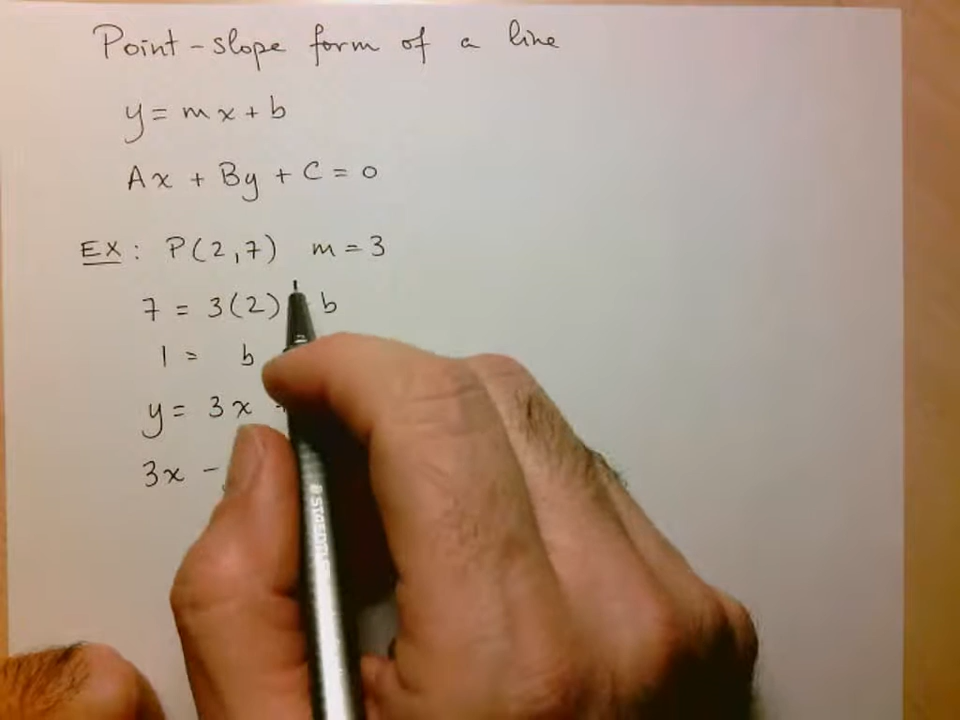 Point-slope form of a line
y = mx + b
Ax + By + C = 0
EX: P(2,7) m = 3
7 = 3(2) b
1 = b
y = 3x
3x -